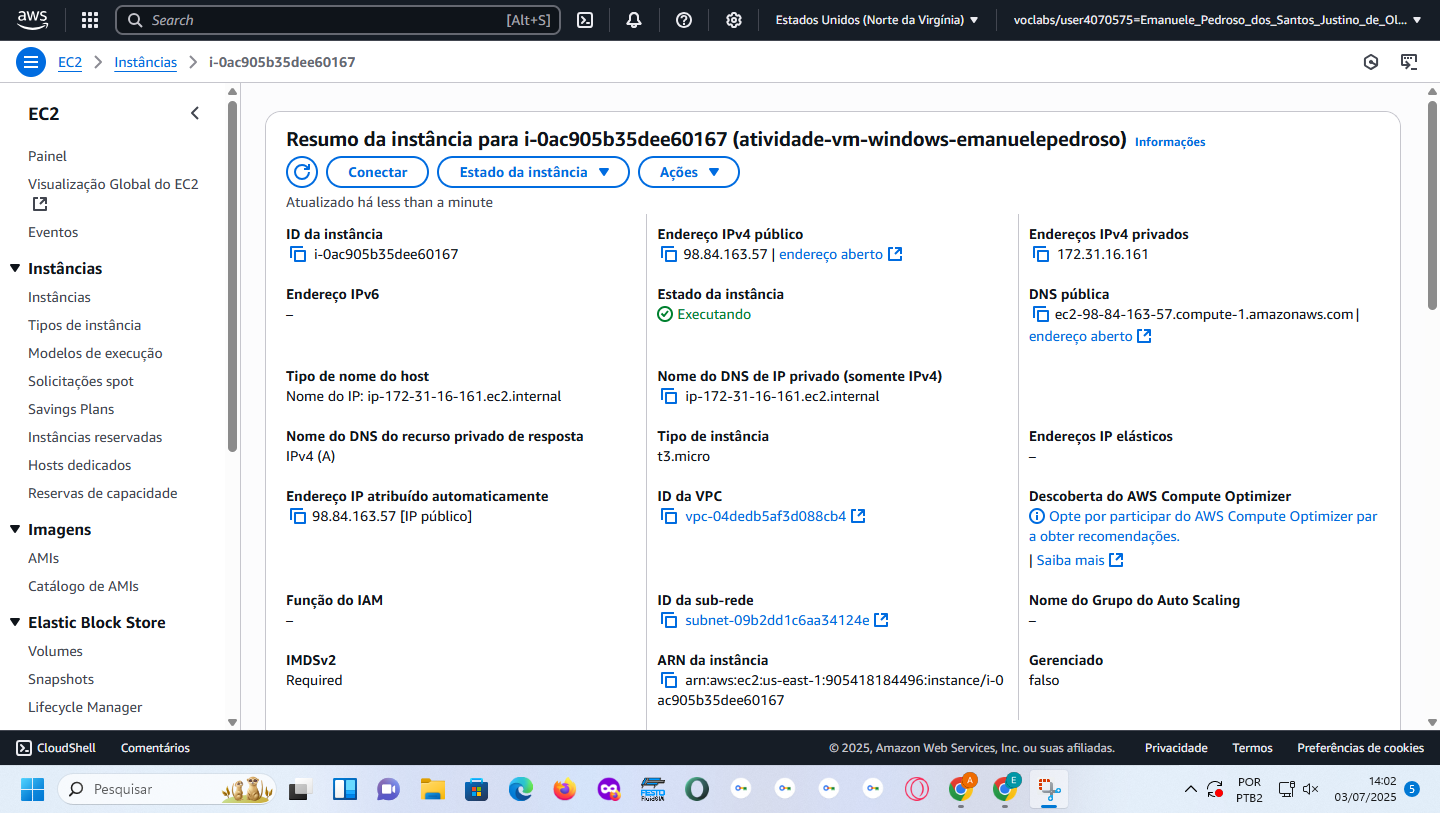 aws
Search
[Alt+S]
Estados Unidos (Norte da Virgínia)
voclabs/user4070575=Emanuele_Pedroso_dos_Santos_Justino_de_Ol...
EC2
Instâncias
i-0ac905b35dee60167
EC2
Painel
Visualização Global do EC2
Eventos
Instâncias
Instâncias
Tipos de instância
Modelos de execução
Solicitações spot
Savings Plans
Instâncias reservadas
Hosts dedicados
Reservas de capacidade
Imagens
AMIs
Catálogo de AMIs
Elastic Block Store
Volumes
Snapshots
Lifecycle Manager
Resumo da instância para i-0ac905b35dee60167 (atividade-vm-windows-emanuelepedroso) Informações
Conectar
Estado da instância
Ações
Atualizado há less than a minute
ID da instância
i-0ac905b35dee60167
Endereço IPv4 público
98.84.163.57 | endereço aberto
Endereços IPv4 privados
172.31.16.161
Endereço IPv6
–
Estado da instância
Executando
DNS pública
ec2-98-84-163-57.compute-1.amazonaws.com |
endereço aberto
Tipo de nome do host
Nome do IP: ip-172-31-16-161.ec2.internal
Nome do DNS de IP privado (somente IPv4)
ip-172-31-16-161.ec2.internal
Nome do DNS do recurso privado de resposta
IPv4 (A)
Tipo de instância
t3.micro
Endereços IP elásticos
–
Endereço IP atribuído automaticamente
98.84.163.57 [IP público]
ID da VPC
vpc-04dedb5af3d088cb4
Descoberta do AWS Compute Optimizer
Opte por participar do AWS Compute Optimizer par
a obter recomendações.
| Saiba mais
Função do IAM
–
ID da sub-rede
subnet-09b2dd1c6aa34124e
Nome do Grupo do Auto Scaling
–
IMDSv2
Required
ARN da instância
arn:aws:ec2:us-east-1:905418184496:instance/i-0
ac905b35dee60167
Gerenciado
falso
CloudShell
Comentários
© 2025, Amazon Web Services, Inc. ou suas afiliadas.
Privacidade
Termos
Preferências de cookies
Pesquisar
FESTO
FluidSIM
A
E
POR
PTB2
14:02
03/07/2025
5